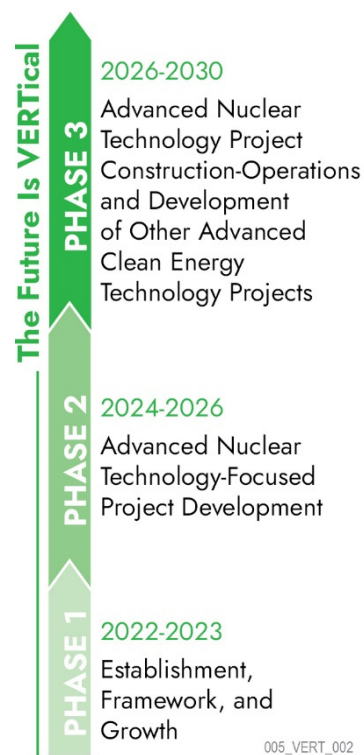 The Future Is VERTical
PHASE 3
2026-2030
Advanced Nuclear
Technology Project
Construction-Operations
and Development
of Other Advanced
Clean Energy
Technology Projects
PHASE 2
2024-2026
Advanced Nuclear
Technology-Focused
Project Development
PHASE 1
2022-2023
Establishment,
Framework, and
Growth
005_VERT_002